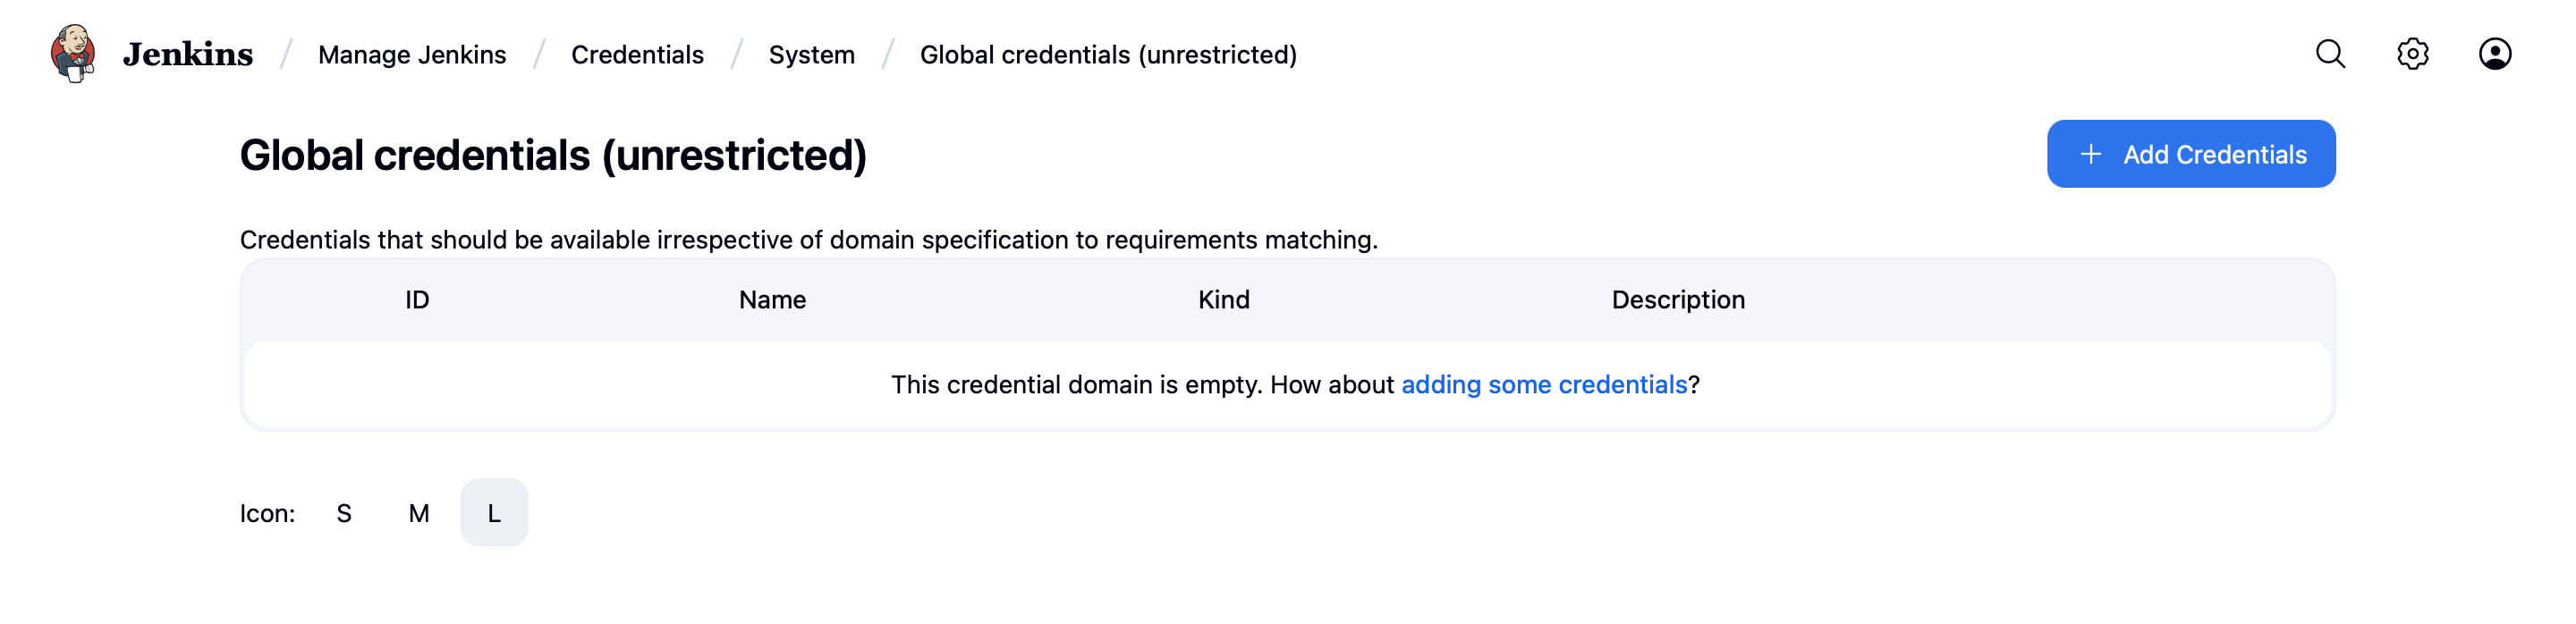 Jenkins / Manage Jenkins / Credentials / System / Global credentials (unrestricted)
Global credentials (unrestricted)
+ Add Credentials
Credentials that should be available irrespective of domain specification to requirements matching.
ID Name Kind Description
This credential domain is empty. How about adding some credentials?
Icon: S M L